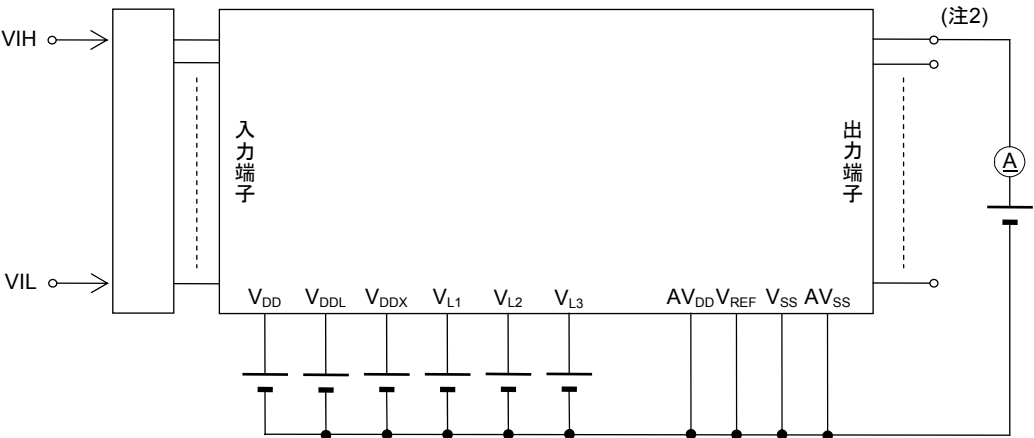 (注2)
VIH
入力端子
出力端子
A
VIL
VDD VDDL VDDX VL1 VL2 VL3 AVDD VREF VSS AVSS